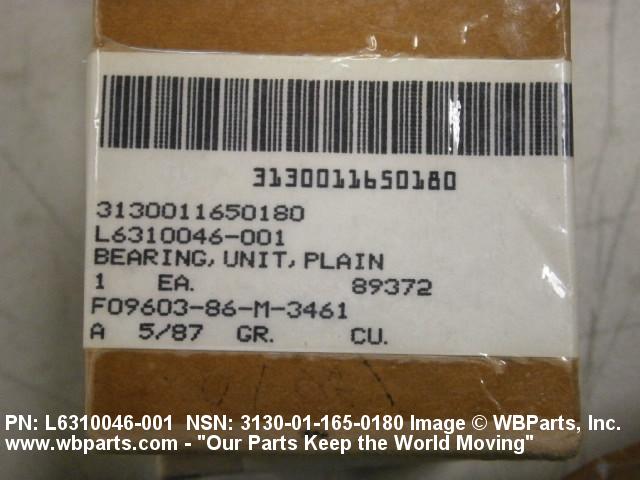 3130011650180
3130011650180
L6310046-001
BEARING, UNIT, PLAIN
1 EA. 89372
F09603-86-M-3461
A 5/87 GR. CU.
PN: L6310046-001 NSN: 3130-01-165-0180 Image © WBParts, Inc.
www.wbparts.com - "Our Parts Keep the World Moving"